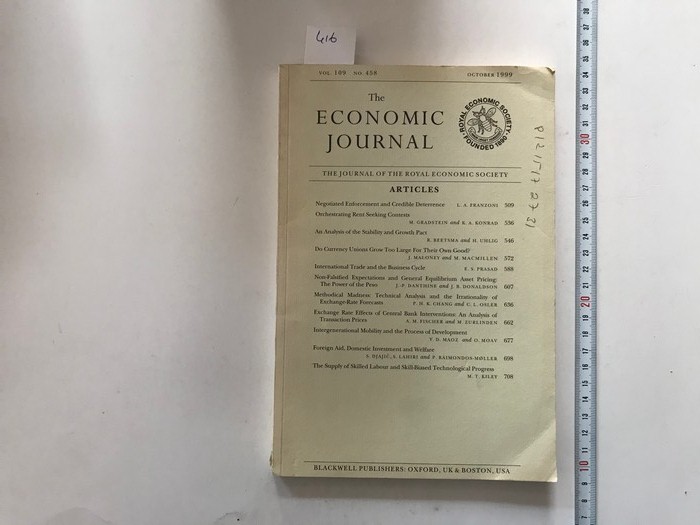 416
VOL. 109 NO. 458 OCTOBER 1999
The
ECONOMIC
JOURNAL
ROYAL ECONOMIC SOCIETY
FOUNDED 1890
THE JOURNAL OF THE ROYAL ECONOMIC SOCIETY
ARTICLES
Negotiated Enforcement and Credible Deterrence L. A. FRANZONI 509
Orchestrating Rent Seeking Contests
M. GRADSTEIN and K. A. KONRAD 536
An Analysis of the Stability and Growth Pact
R. BEETSMA and H. UHLIG 546
Do Currency Unions Grow Too Large For Their Own Good?
J. MALONEY and M. MACMILLEN 572
International Trade and the Business Cycle E. S. PRASAD 588
Non-Falsified Expectations and General Equilibrium Asset Pricing:
The Power of the Peso J.-P. DANTHINE and J. B. DONALDSON 607
Methodical Madness: Technical Analysis and the Irrationality of
Exchange-Rate Forecasts P. H. K. CHANG and C. L. OSLER 636
Exchange Rate Effects of Central Bank Interventions: An Analysis of
Transaction Prices A. M. FISCHER and M. ZURLINDEN 662
Intergenerational Mobility and the Process of Development
Y. D. MAOZ and O. MOAV 677
Foreign Aid, Domestic Investment and Welfare
S. DJAJIĆ, S. LAHIRI and P. RAIMONDOS-MØLLER 698
The Supply of Skilled Labour and Skill-Biased Technological Progress
M. T. KILEY 708
BLACKWELL PUBLISHERS: OXFORD, UK & BOSTON, USA
30
20
10